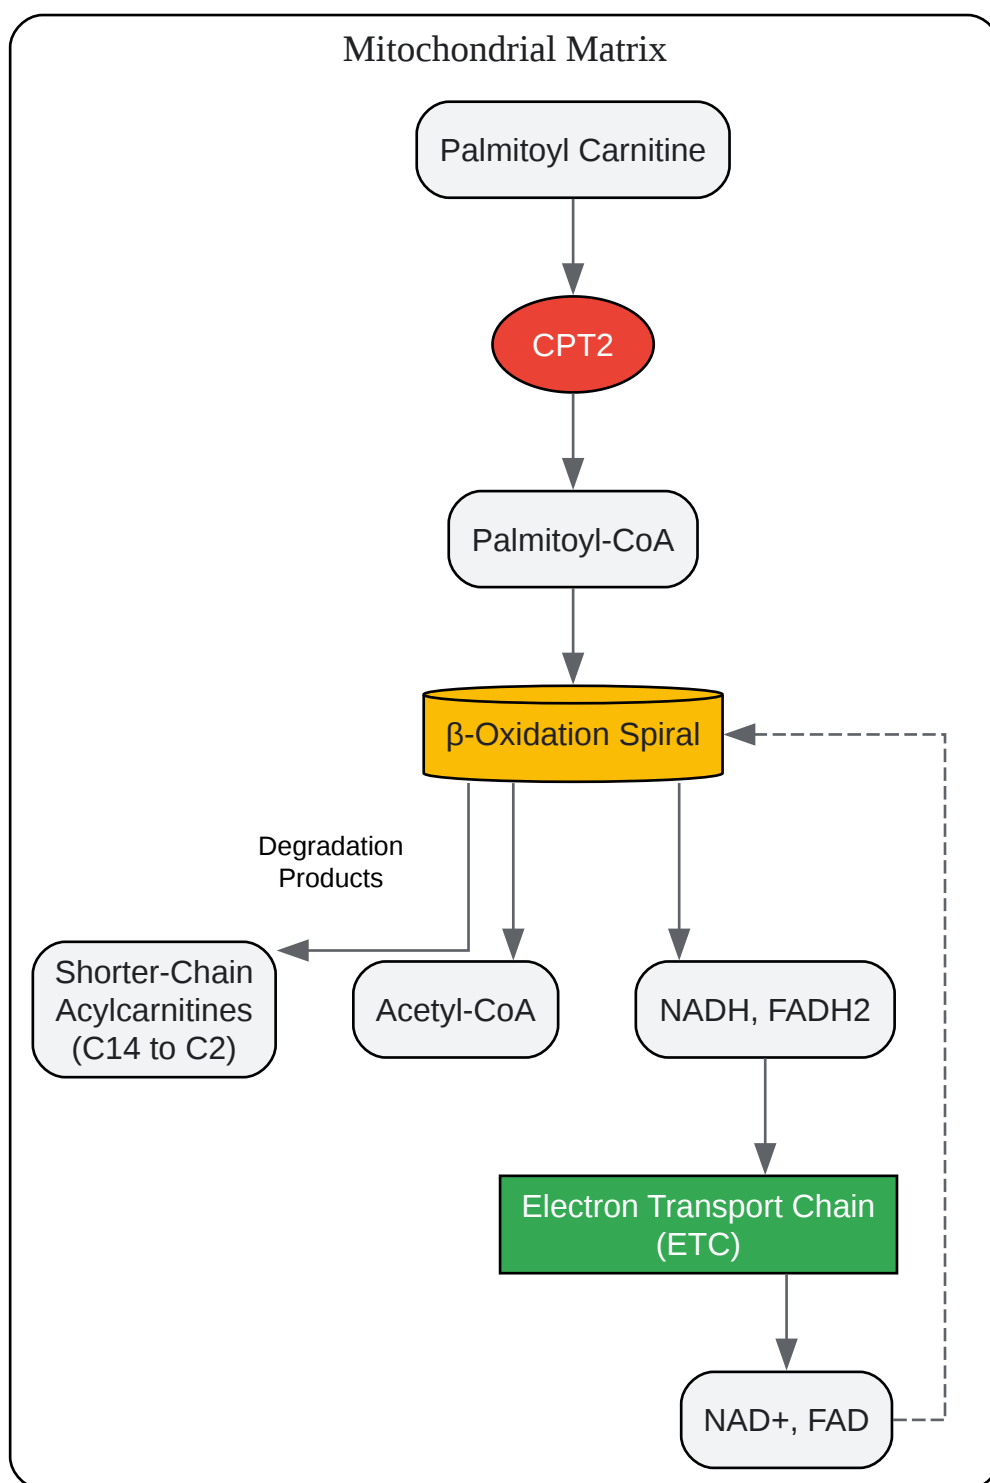 Mitochondrial Matrix
Palmitoyl Carnitine
CPT2
Palmitoyl-CoA
β-Oxidation Spiral
Degradation
Products
Shorter-Chain
Acylcarnitines
(C14 to C2)
Acetyl-CoA
NADH, FADH2
Electron Transport Chain
(ETC)
NAD+, FAD